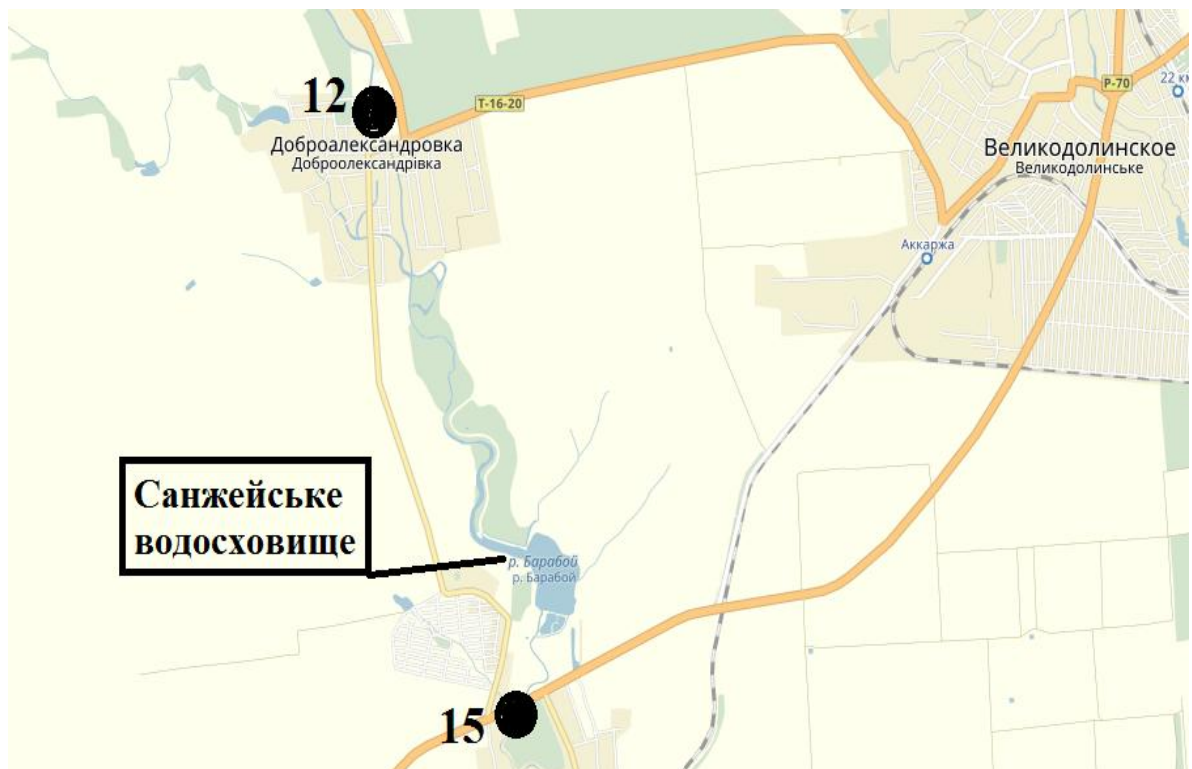 12
Т-16-20
Доброалександровка
Доброолександрівка
Р-70
22 км
Великодолинское
Великодолинське
Аккаржа
Санжейське
водосховище
р. Барабой
р. Барабой
15